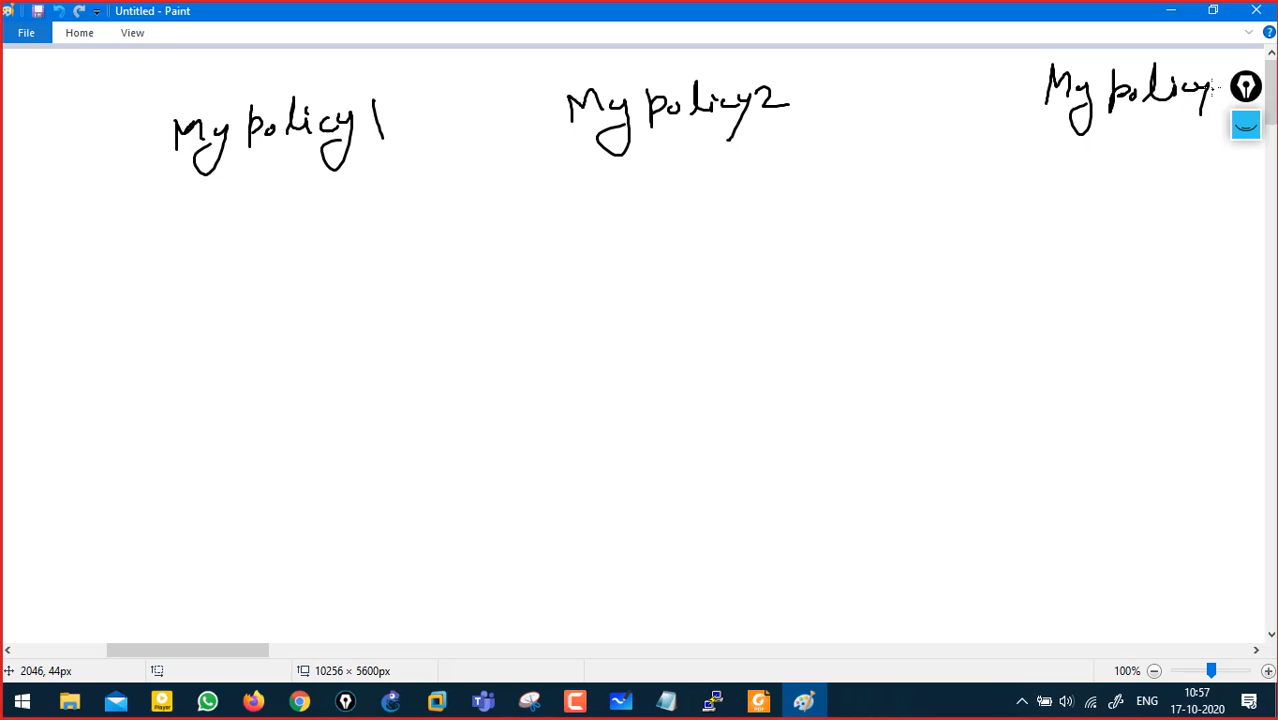 Untitled - Paint
File Home View
My policy 1 My policy 2 My policy
2046, 44px 10256 × 5600px 100%
ENG 10:57
17-10-2020